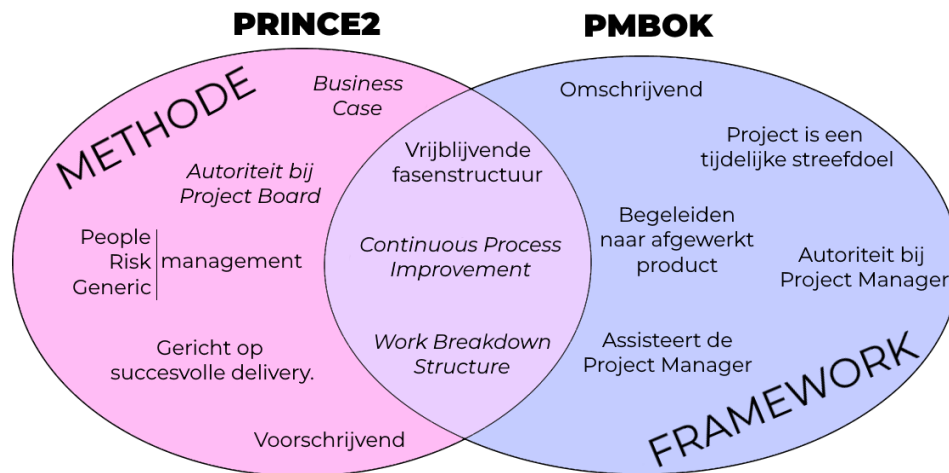 PRINCE2
PMBOK
METHODE
Business
Case
Autoriteit bij
Project Board
People
Risk
Generic
management
Gericht op
succesvolle delivery.
Voorschrijvend
Vrijblijvende
fasenstructuur
Continuous Process
Improvement
Work Breakdown
Structure
Omschrijvend
Project is een
tijdelijke streefdoel
Begeleiden
naar afgewerkt
product
Autoriteit bij
Project Manager
Assisteert de
Project Manager
FRAMEWORK